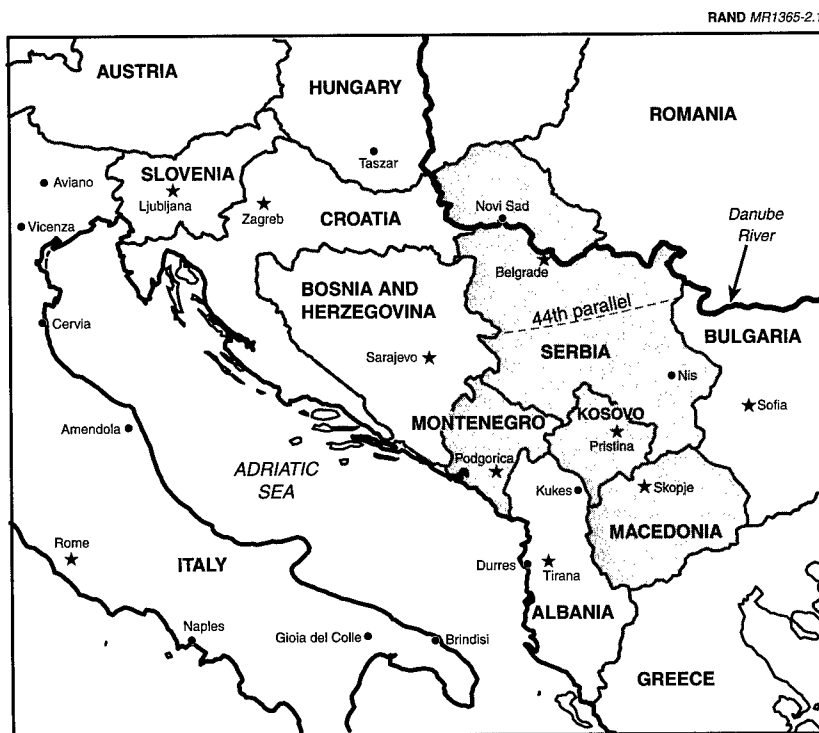 RAND MR1365-2.1
AUSTRIA
HUNGARY
ROMANIA
Taszar
SLOVENIA
Aviano
Ljubljana
Zagreb
Novi Sad
Vicenza
CROATIA
Danube
River
Belgrade
BOSNIA AND
HERZEGOVINA
44th parallel
Cervia
BULGARIA
SERBIA
Sarajevo
Nis
Sofia
KOSOVO
MONTENEGRO
Amendola
Pristina
Podgorica
ADRIATIC
SEA
Kukes
Skopje
MACEDONIA
Rome
ITALY
Durres
Tirana
ALBANIA
Naples
Gioia del Colle
Brindisi
GREECE